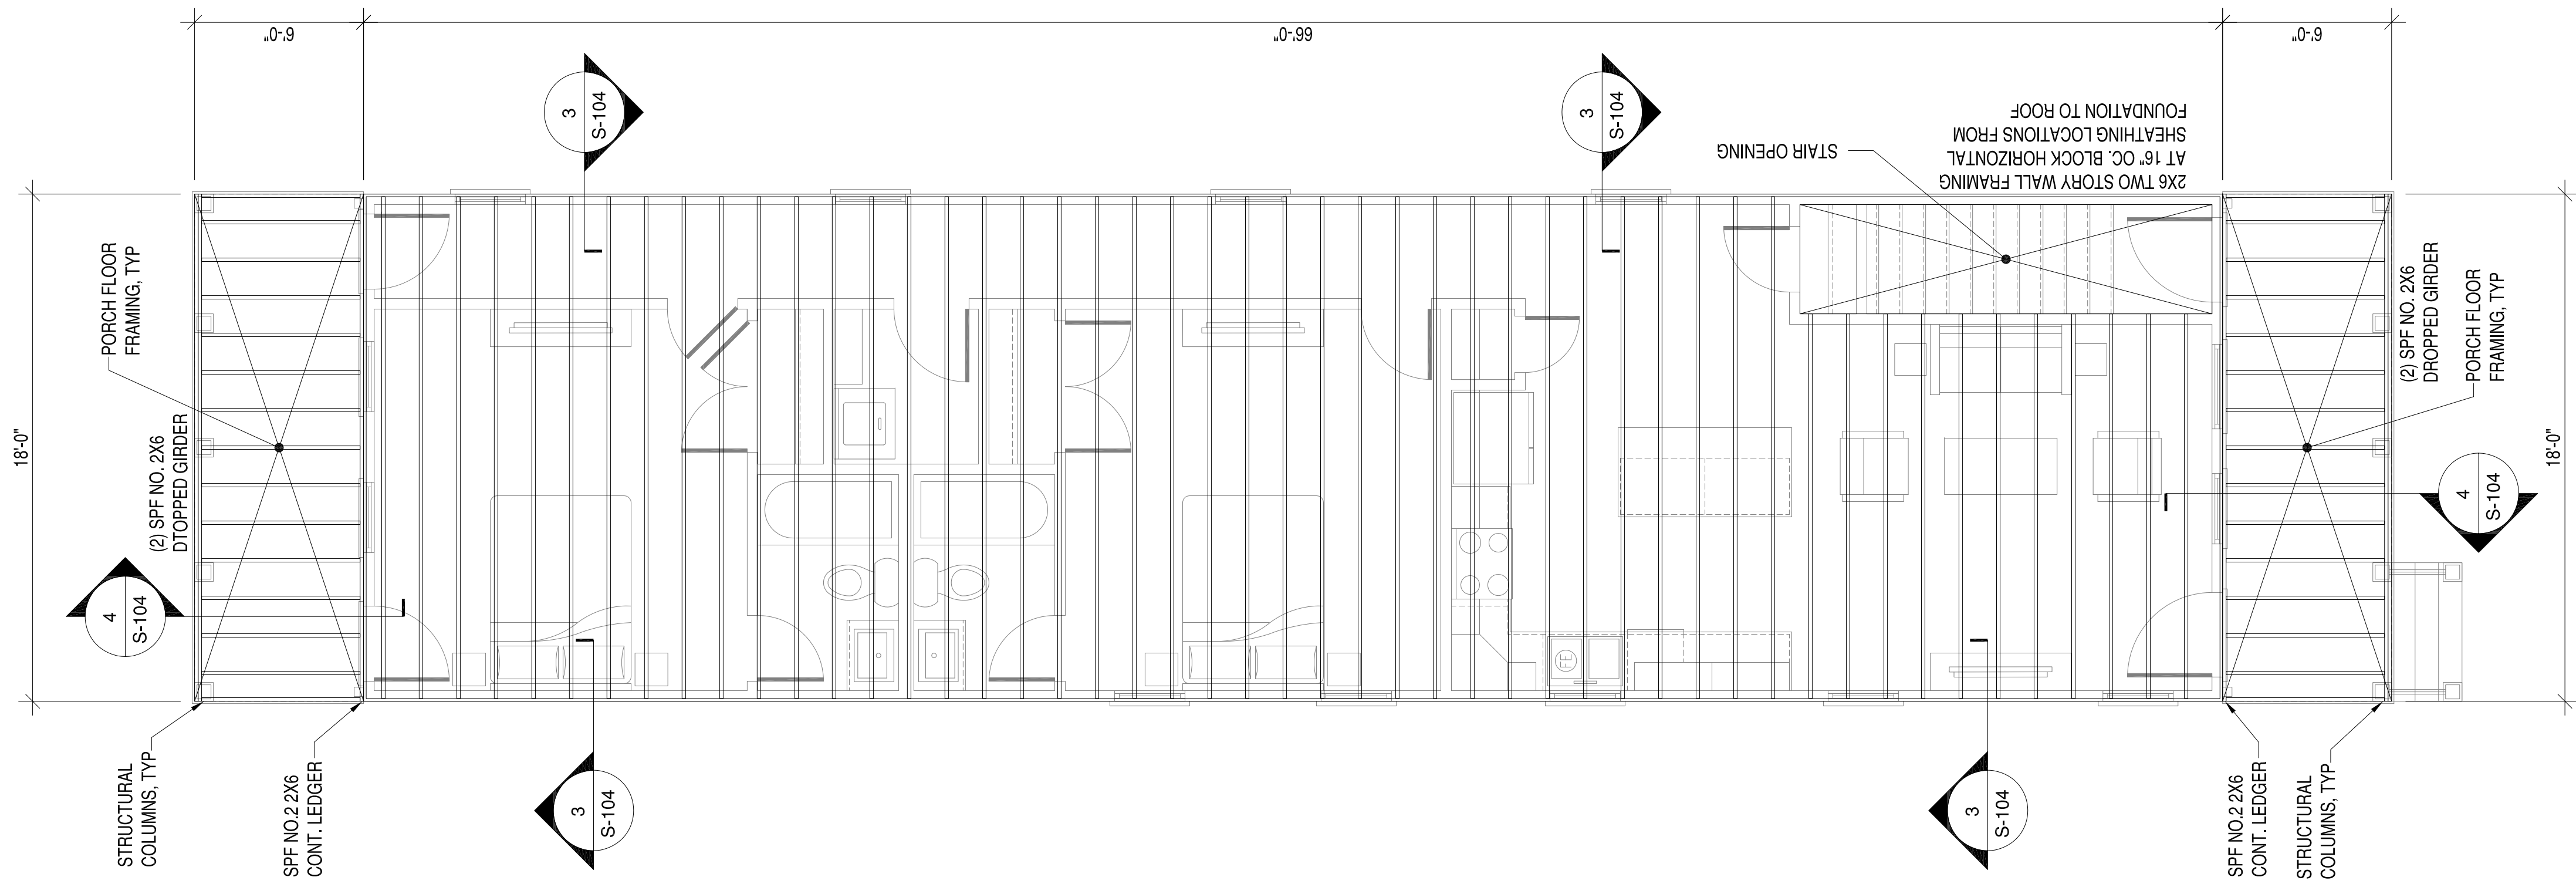 6'-0"
66'-0"
6'-0"
18'-0"
18'-0"
3
S-104
3
S-104
3
S-104
3
S-104
4
S-104
4
S-104
PORCH FLOOR
FRAMING, TYP
(2) SPF NO. 2X6
DTOPPED GIRDER
STRUCTURAL
COLUMNS, TYP
SPF NO.2 2X6
CONT. LEDGER
STAIR OPENING
2X6 TWO STORY WALL FRAMING
AT 16" OC. BLOCK HORIZONTAL
SHEATHING LOCATIONS FROM
FOUNDATION TO ROOF
(2) SPF NO. 2X6
DROPPED GIRDER
PORCH FLOOR
FRAMING, TYP
SPF NO.2 2X6
CONT. LEDGER
STRUCTURAL
COLUMNS, TYP
FE